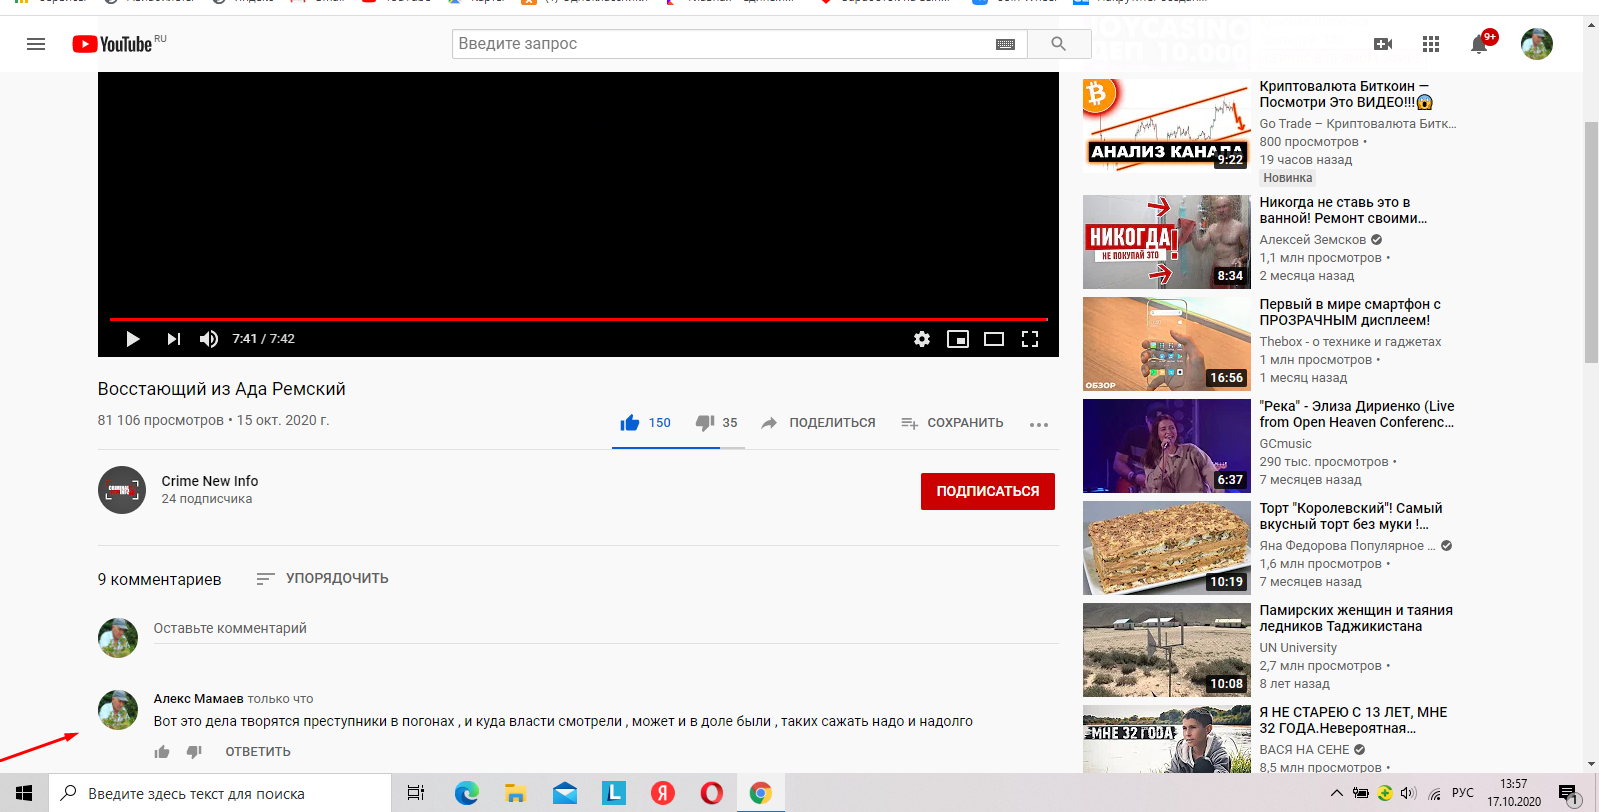 YouTube RU
Введите запрос
9+
7:41 / 7:42
Восстающий из Ада Ремский
81 106 просмотров • 15 окт. 2020 г.
150
35
ПОДЕЛИТЬСЯ
СОХРАНИТЬ
Crime New Info
24 подписчика
ПОДПИСАТЬСЯ
9 комментариев
УПОРЯДОЧИТЬ
Оставьте комментарий
Алекс Мамаев только что
Вот это дела творятся преступники в погонах , и куда власти смотрели , может и в доле были , таких сажать надо и надолго
ОТВЕТИТЬ
АНАЛИЗ КАНАЛА
9:22
Криптовалюта Биткоин —
Посмотри Это ВИДЕО!!!😱
Go Trade – Криптовалюта Битк...
800 просмотров •
19 часов назад
Новинка
НИКОГДА!
НЕ ПОКУПАЙ ЭТО
8:34
Никогда не ставь это в
ванной! Ремонт своими...
Алексей Земсков
1,1 млн просмотров •
2 месяца назад
ОБЗОР
16:56
Первый в мире смартфон с
ПРОЗРАЧНЫМ дисплеем!
Thebox - о технике и гаджетах
1 млн просмотров •
1 месяц назад
6:37
"Река" - Элиза Дириенко (Live
from Open Heaven Conferenc...
GCmusic
290 тыс. просмотров •
7 месяцев назад
10:19
Торт "Королевский"! Самый
вкусный торт без муки !...
Яна Федорова Популярное ...
1,6 млн просмотров •
7 месяцев назад
10:08
Памирских женщин и таяния
ледников Таджикистана
UN University
2,7 млн просмотров •
8 лет назад
МНЕ 32 ГОДА
Я НЕ СТАРЕЮ С 13 ЛЕТ, МНЕ
32 ГОДА.Невероятная...
ВАСЯ НА СЕНЕ
8,5 млн просмотров •
Введите здесь текст для поиска
РУС
13:57
17.10.2020
1